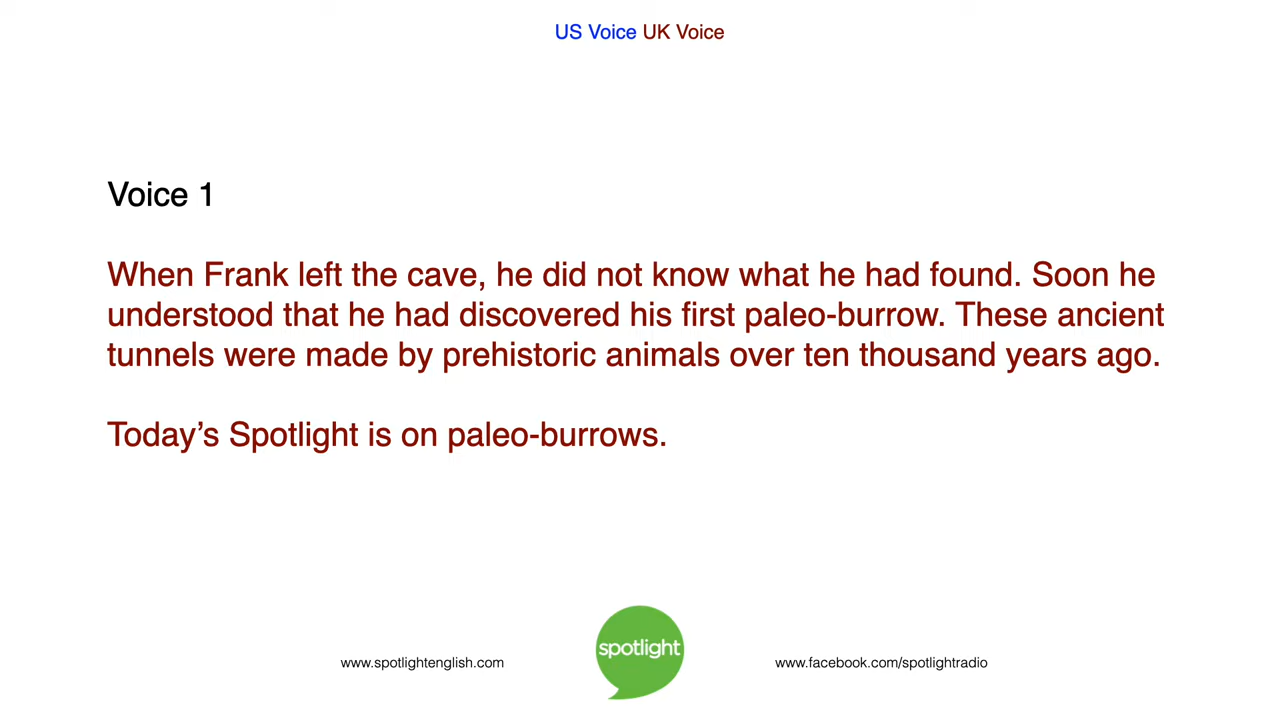 US Voice UK Voice
Voice 1
When Frank left the cave, he did not know what he had found. Soon he
understood that he had discovered his first paleo-burrow. These ancient
tunnels were made by prehistoric animals over ten thousand years ago.
Today’s Spotlight is on paleo-burrows.
spotlight
www.spotlightenglish.com
www.facebook.com/spotlightradio